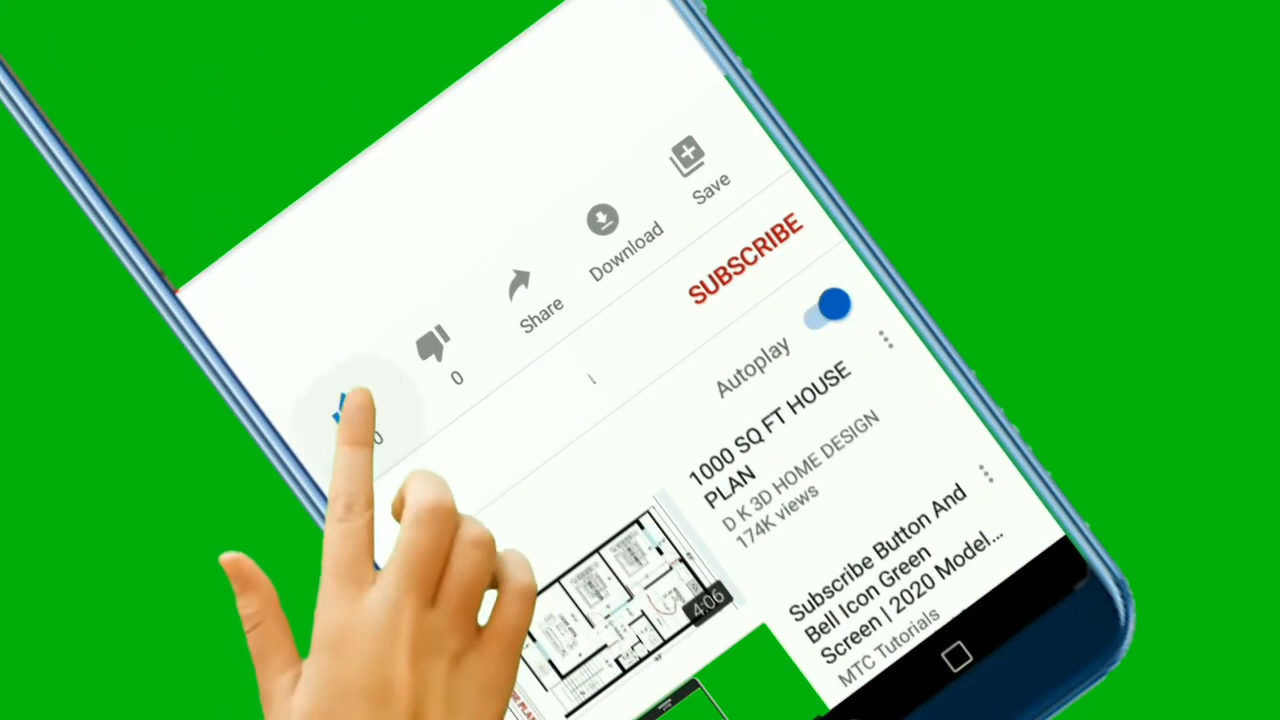 0
0
Share
Download
Save
SUBSCRIBE
Autoplay
1000 SQ FT HOUSE
PLAN
D K 3D HOME DESIGN
174K views
4:06
Subscribe Button And
Bell Icon Green
Screen | 2020 Model...
MTC Tutorials